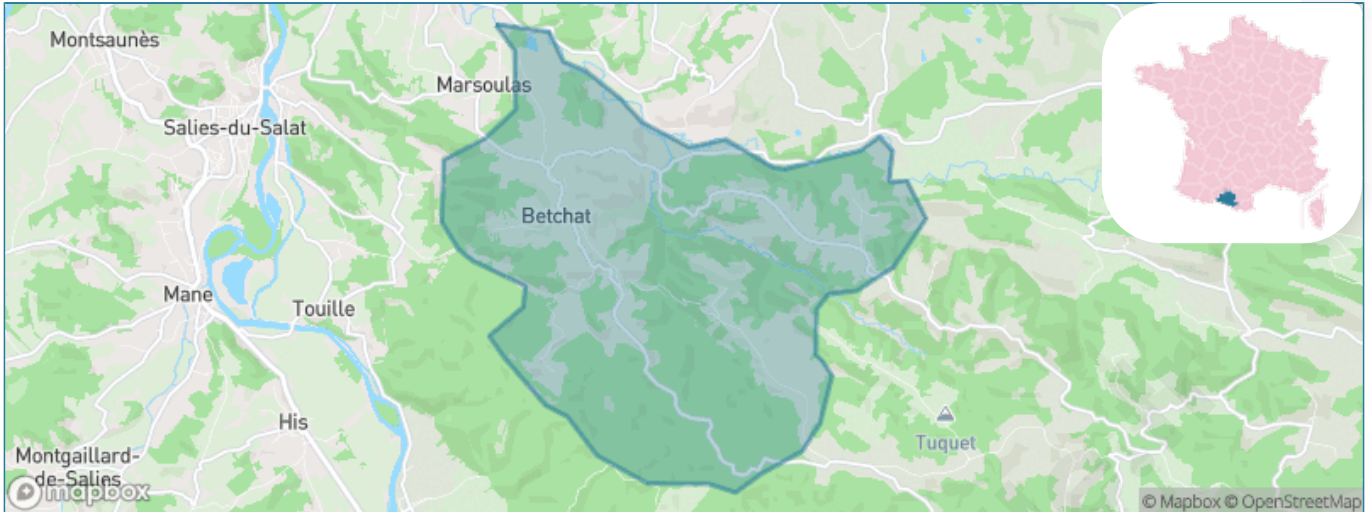 Montsaunès
Marsoulas
Salies-du-Salat
Betchat
Mane
Touille
His
Tuquet
Montgaillard-
de-Salies
mapbox
© Mapbox © OpenStreetMap